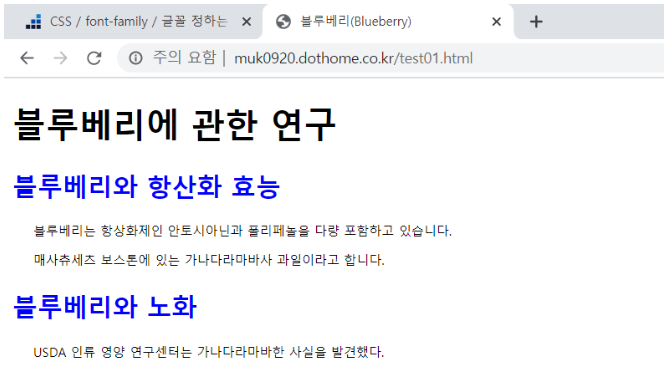 CSS / font-family / 글꼴 정하는
블루베리(Blueberry)
주의 요함 | muk0920.dothome.co.kr/test01.html
블루베리에 관한 연구
블루베리와 항산화 효능
블루베리는 항상화제인 안토시아닌과 폴리페놀을 다량 포함하고 있습니다.
매사츄세츠 보스톤에 있는 가나다라마바사 과일이라고 합니다.
블루베리와 노화
USDA 인류 영양 연구센터는 가나다라마바한 사실을 발견했다.